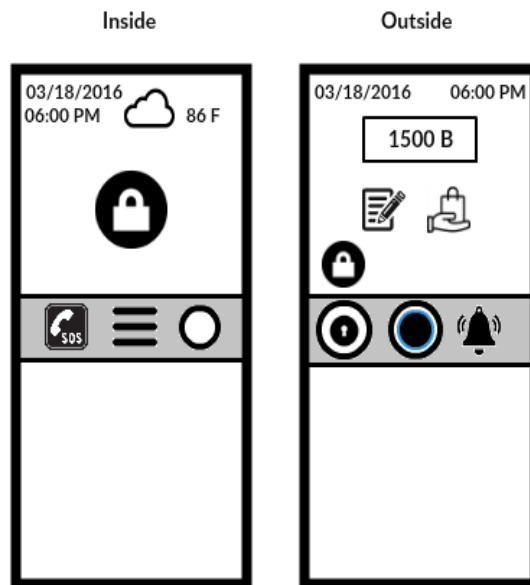 Inside
Outside
03/18/2016
06:00 PM
86 F
SOS
03/18/2016 06:00 PM
1500 B